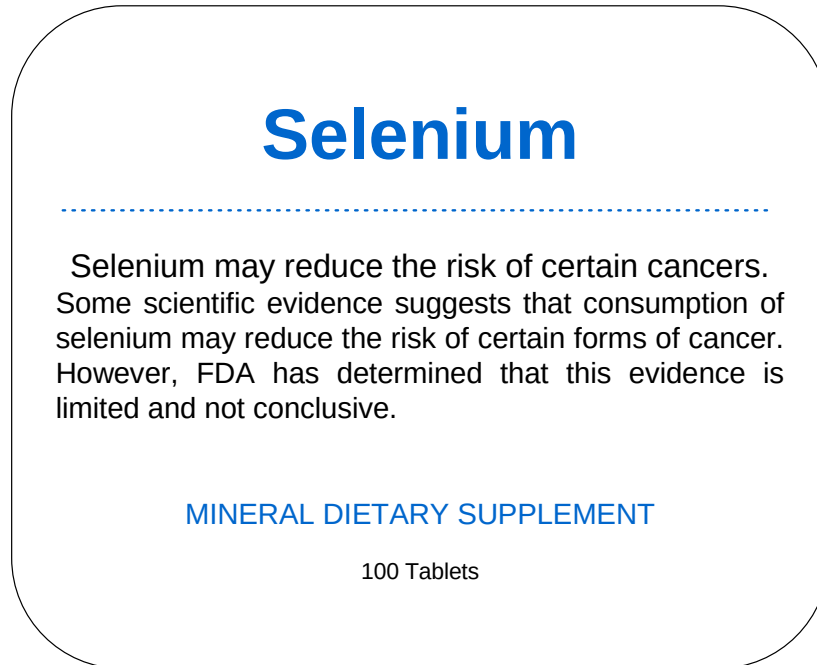 Selenium
Selenium may reduce the risk of certain cancers.
Some scientific evidence suggests that consumption of
selenium may reduce the risk of certain forms of cancer.
However, FDA has determined that this evidence is
limited and not conclusive.
MINERAL DIETARY SUPPLEMENT
100 Tablets